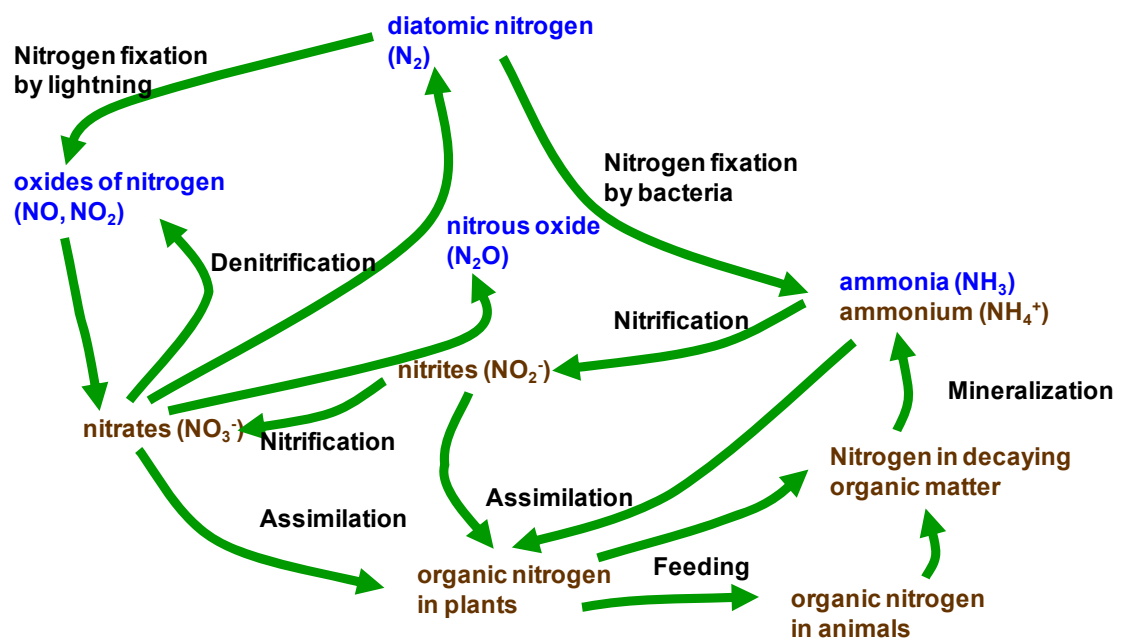 diatomic nitrogen
(N₂)
Nitrogen fixation
by lightning
Nitrogen fixation
by bacteria
oxides of nitrogen
(NO, NO₂)
nitrous oxide
(N₂O)
Denitrification
ammonia (NH₃)
ammonium (NH₄⁺)
Nitrification
nitrites (NO₂⁻)
Mineralization
nitrates (NO₃⁻)
Nitrification
Nitrogen in decaying
organic matter
Assimilation
Assimilation
Feeding
organic nitrogen
in plants
organic nitrogen
in animals